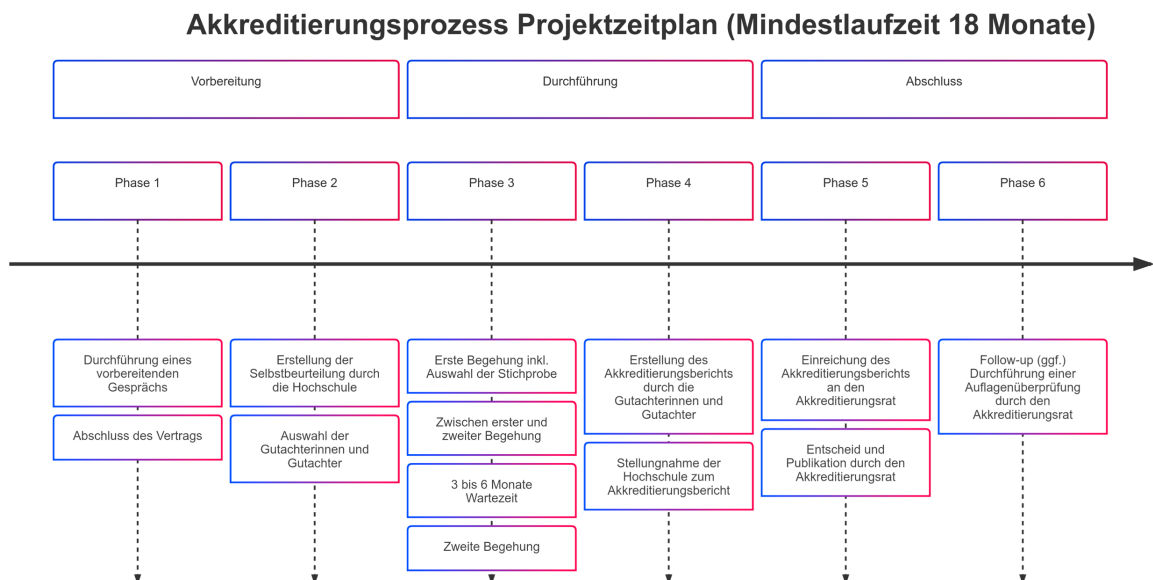 Akkreditierungsprozess Projektzeitplan (Mindestlaufzeit 18 Monate)
Vorbereitung
Durchführung
Abschluss
Phase 1
Phase 2
Phase 3
Phase 4
Phase 5
Phase 6
Durchführung eines
vorbereitenden
Gesprächs
Abschluss des Vertrags
Erstellung der
Selbstbeurteilung durch
die Hochschule
Auswahl der
Gutachterinnen und
Gutachter
Erste Begehung inkl.
Auswahl der Stichprobe
Zwischen erster und
zweiter Begehung
3 bis 6 Monate
Wartezeit
Zweite Begehung
Erstellung des
Akkreditierungsberichts
durch die
Gutachterinnen und
Gutachter
Stellungnahme der
Hochschule zum
Akkreditierungsbericht
Einreichung des
Akkreditierungsberichts
an den
Akkreditierungsrat
Entscheid und
Publikation durch den
Akkreditierungsrat
Follow-up (ggf.)
Durchführung einer
Auflagenüberprüfung
durch den
Akkreditierungsrat